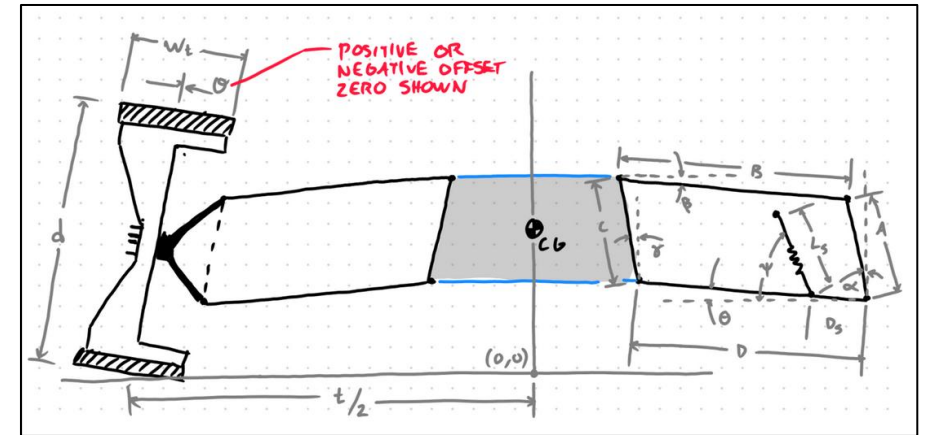 Wt
POSITIVE OR
NEGATIVE OFFSET
ZERO SHOWN
O
B
β
d
C
A
CG
γ
Ls
ψ
α
θ
Ds
D
(0,0)
t/2